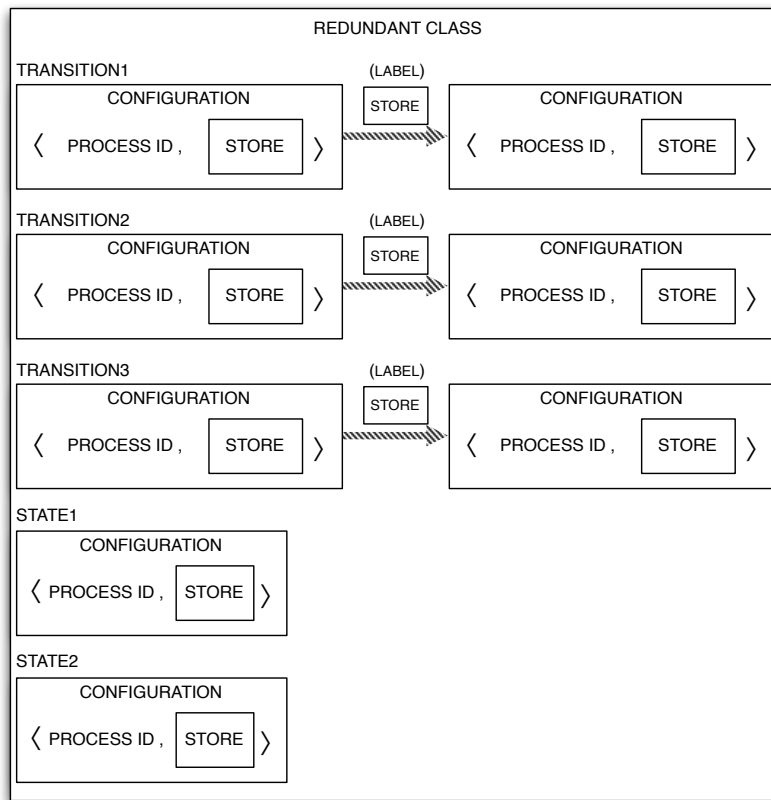 REDUNDANT CLASS
TRANSITION1
(LABEL)
STORE
CONFIGURATION
CONFIGURATION
〈 PROCESS ID , STORE 〉
〈 PROCESS ID , STORE 〉
TRANSITION2
(LABEL)
STORE
CONFIGURATION
CONFIGURATION
〈 PROCESS ID , STORE 〉
〈 PROCESS ID , STORE 〉
TRANSITION3
(LABEL)
STORE
CONFIGURATION
CONFIGURATION
〈 PROCESS ID , STORE 〉
〈 PROCESS ID , STORE 〉
STATE1
CONFIGURATION
〈 PROCESS ID , STORE 〉
STATE2
CONFIGURATION
〈 PROCESS ID , STORE 〉